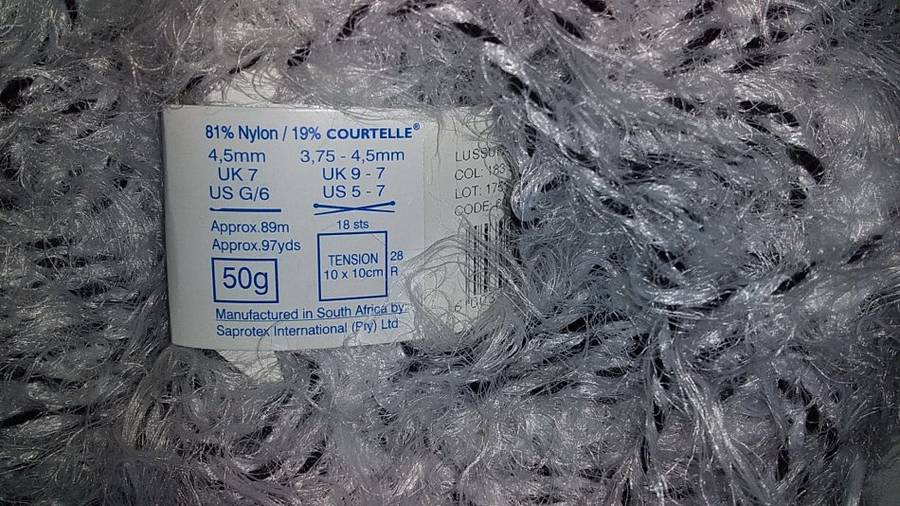 81% Nylon / 19% COURTELLE®
4,5mm 3,75 - 4,5mm
UK 7 UK 9 - 7
US G/6 US 5 - 7
Approx.89m 18 sts
Approx.97yds
50g
TENSION 28
10 x 10cm R
Manufactured in South Africa by:
Saprotex International (Pty) Ltd
COL: 183
LOT:
CODE